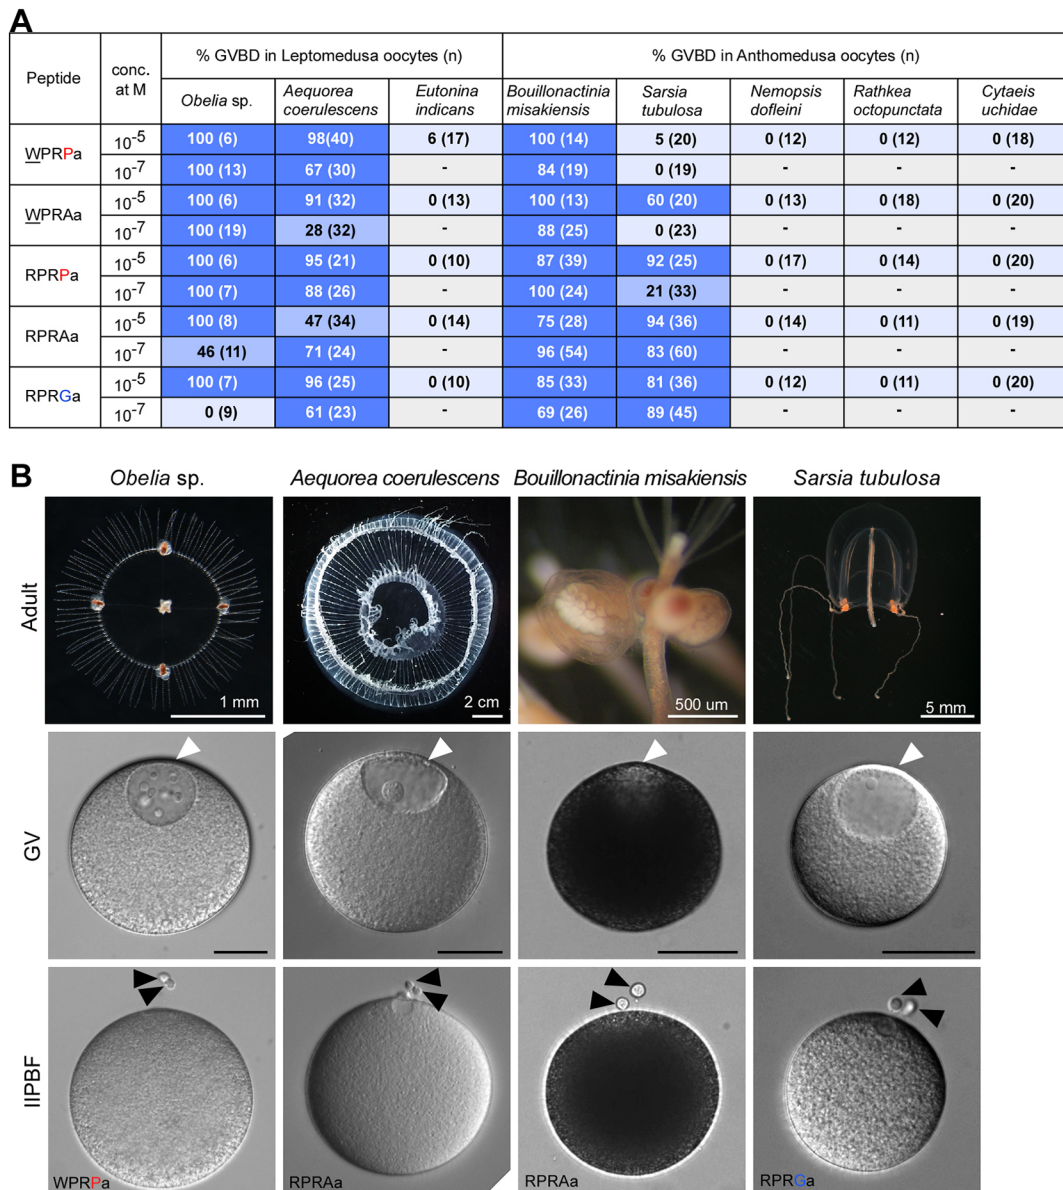 A
Peptide conc. at M % GVBD in Leptomedusa oocytes (n) % GVBD in Anthomedusa oocytes (n)
Obelia sp. Aequorea coerulescens Eutonina indicans Bouillonactinia misakiensis Sarsia tubulosa Nemopsis dofleini Rathkea octopunctata Cytaeis uchidae
WPRPa 10-5 100 (6) 98(40) 6 (17) 100 (14) 5 (20) 0 (12) 0 (12) 0 (18)
10-7 100 (13) 67 (30) - 84 (19) 0 (19) - - -
WPRAa 10-5 100 (6) 91 (32) 0 (13) 100 (13) 60 (20) 0 (13) 0 (18) 0 (20)
10-7 100 (19) 28 (32) - 88 (25) 0 (23) - - -
RPRPa 10-5 100 (6) 95 (21) 0 (10) 87 (39) 92 (25) 0 (17) 0 (14) 0 (20)
10-7 100 (7) 88 (26) - 100 (24) 21 (33) - - -
RPRAa 10-5 100 (8) 47 (34) 0 (14) 75 (28) 94 (36) 0 (14) 0 (11) 0 (19)
10-7 46 (11) 71 (24) - 96 (54) 83 (60) - - -
RPRGa 10-5 100 (7) 96 (25) 0 (10) 85 (33) 81 (36) 0 (12) 0 (11) 0 (20)
10-7 0 (9) 61 (23) - 69 (26) 89 (45) - - -
B
Obelia sp. Aequorea coerulescens Bouillonactinia misakiensis Sarsia tubulosa
Adult
1 mm 2 cm 500 um 5 mm
GV
IIPBF
WPRPa RPRAa RPRAa RPRGa